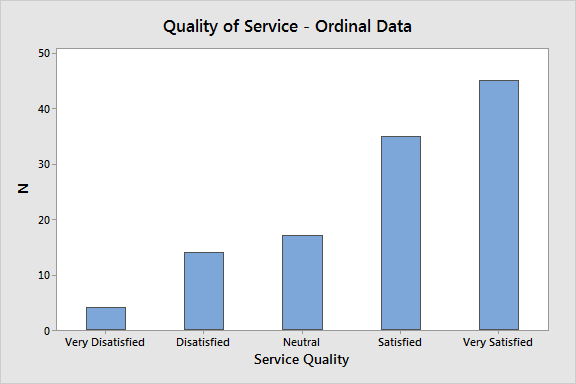 Quality of Service - Ordinal Data
50
40
30
20
10
0
N
Very Disatisfied Disatisfied Neutral Satisfied Very Satisfied
Service Quality